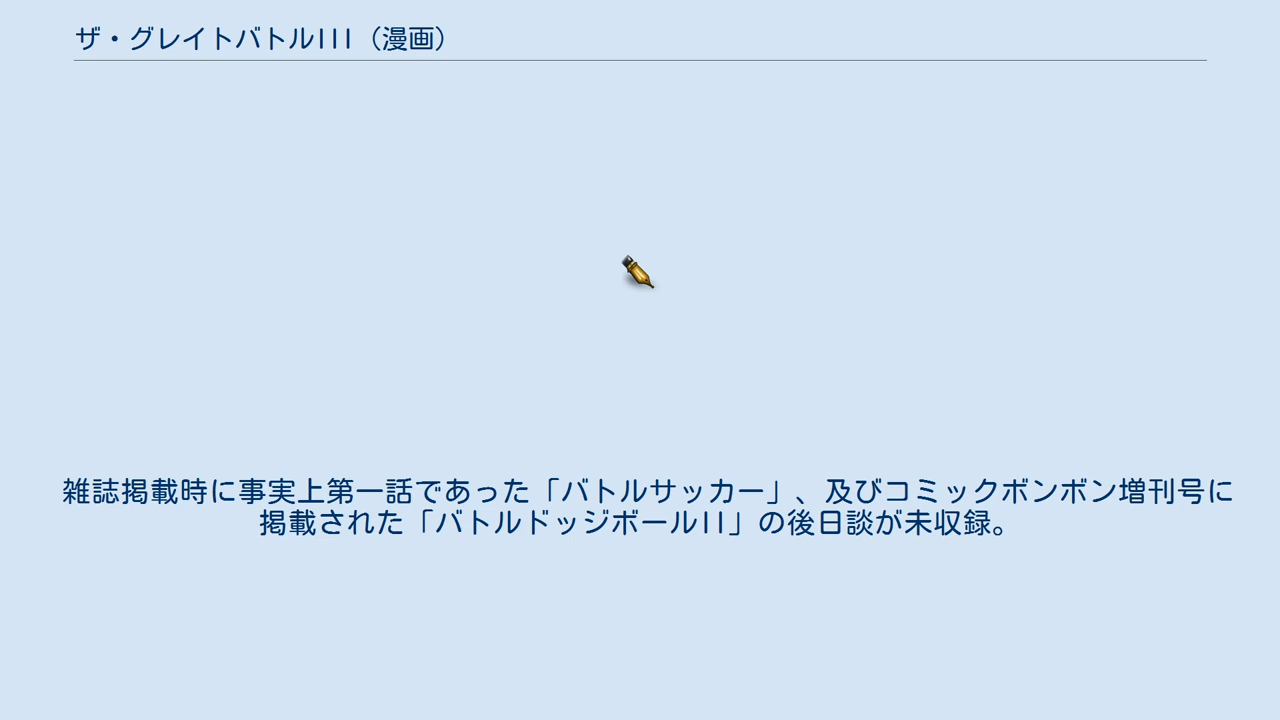 ザ・グレイトバトルIII（漫画）
雑誌掲載時に事実上第一話であった「バトルサッカー」、及びコミックボンボン増刊号に
掲載された「バトルドッジボールII」の後日談が未収録。